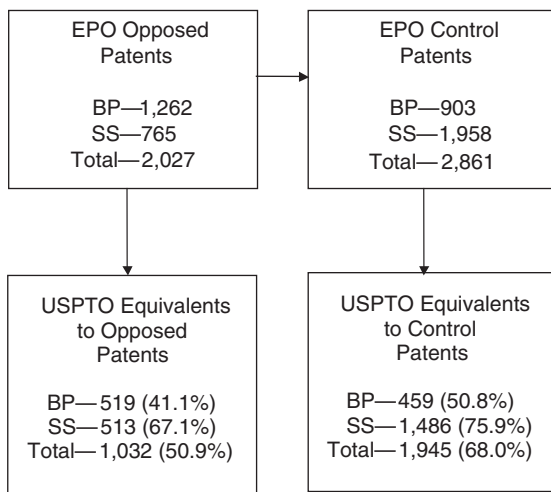 EPO Opposed
Patents
BP—1,262
SS—765
Total—2,027
EPO Control
Patents
BP—903
SS—1,958
Total—2,861
USPTO Equivalents
to Opposed
Patents
BP—519 (41.1%)
SS—513 (67.1%)
Total—1,032 (50.9%)
USPTO Equivalents
to Control
Patents
BP—459 (50.8%)
SS—1,486 (75.9%)
Total—1,945 (68.0%)